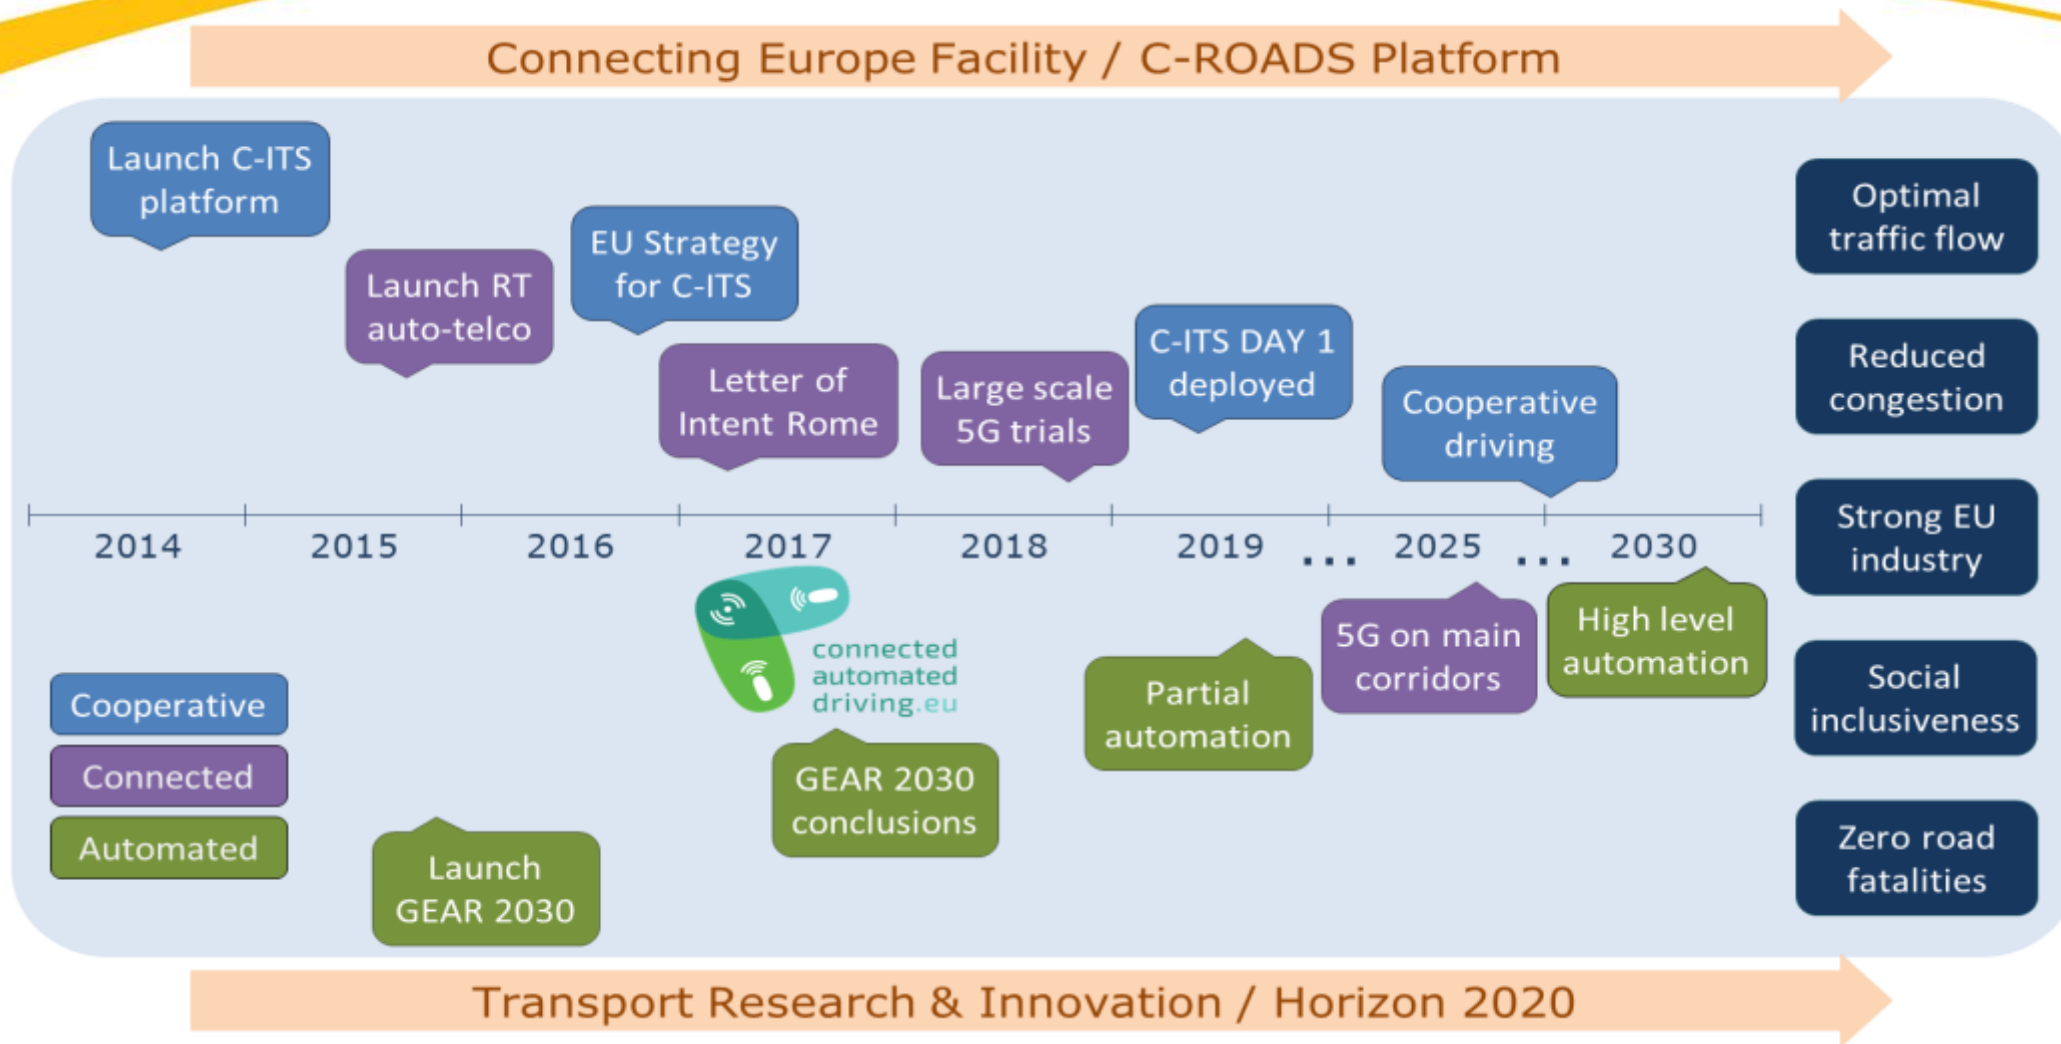 Connecting Europe Facility / C-ROADS Platform
Launch C-ITS
platform
Launch RT
auto-telco
EU Strategy
for C-ITS
Letter of
Intent Rome
Large scale
5G trials
C-ITS DAY 1
deployed
Cooperative
driving
2014
2015
2016
2017
2018
2019
...
2025
...
2030
connected
automated
driving.eu
Launch
GEAR 2030
GEAR 2030
conclusions
Partial
automation
5G on main
corridors
High level
automation
Cooperative
Connected
Automated
Optimal
traffic flow
Reduced
congestion
Strong EU
industry
Social
inclusiveness
Zero road
fatalities
Transport Research & Innovation / Horizon 2020